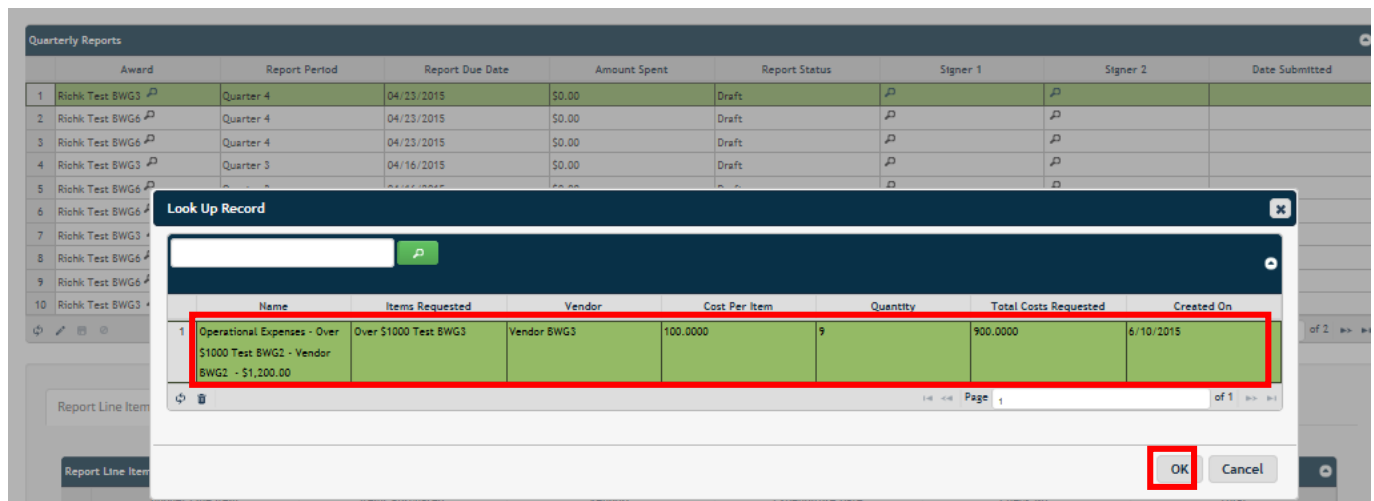 Quarterly Reports
Award Report Period Report Due Date Amount Spent Report Status Signer 1 Signer 2 Date Submitted
1 Richk Test BWG3 Quarter 4 04/23/2015 $0.00 Draft
2 Richk Test BWG6 Quarter 4 04/23/2015 $0.00 Draft
3 Richk Test BWG6 Quarter 4 04/23/2015 $0.00 Draft
4 Richk Test BWG3 Quarter 3 04/16/2015 $0.00 Draft
5 Richk Test BWG6
6 Richk Test BWG6
7 Richk Test BWG3
8 Richk Test BWG6
9 Richk Test BWG6
10 Richk Test BWG3
of 2
Look Up Record
Name Items Requested Vendor Cost Per Item Quantity Total Costs Requested Created On
1 Operational Expenses - Over Over $1000 Test BWG3 Vendor BWG3 100.0000 9 900.0000 6/10/2015
$1000 Test BWG2 - Vendor
BWG2 - $1,200.00
Page 1 of 1
OK Cancel
Report Line Item
Report Line Item